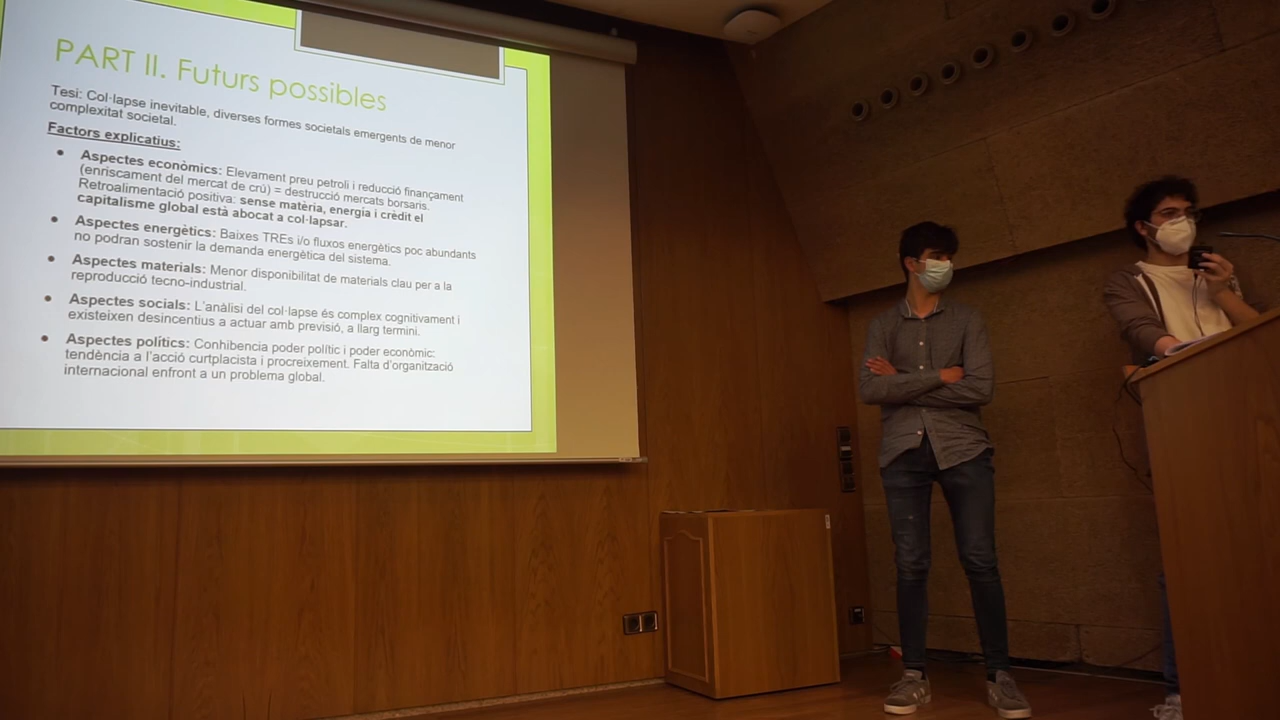 PART II. Futurs possibles
Tesi: Col·lapse inevitable, diverses formes societals emergents de menor
complexitat societal.
Factors explicatius:
• Aspectes econòmics: Elevament preu petroli i reducció finançament
(enriscament del mercat de crú) = destrucció mercats borsaris.
Retroalimentació positiva: sense matèria, energia i crèdit el
capitalisme global està abocat a col·lapsar.
• Aspectes energètics: Baixes TREs i/o fluxos energètics poc abundants
no podran sostenir la demanda energètica del sistema.
• Aspectes materials: Menor disponibilitat de materials clau per a la
reproducció tecno-industrial.
• Aspectes socials: L'anàlisi del col·lapse és complex cognitivament i
existeixen desincentius a actuar amb previsió, a llarg termini.
• Aspectes polítics: Conhibencia poder polític i poder econòmic:
tendència a l'acció curtplacista i procreixement. Falta d'organització
internacional enfront a un problema global.